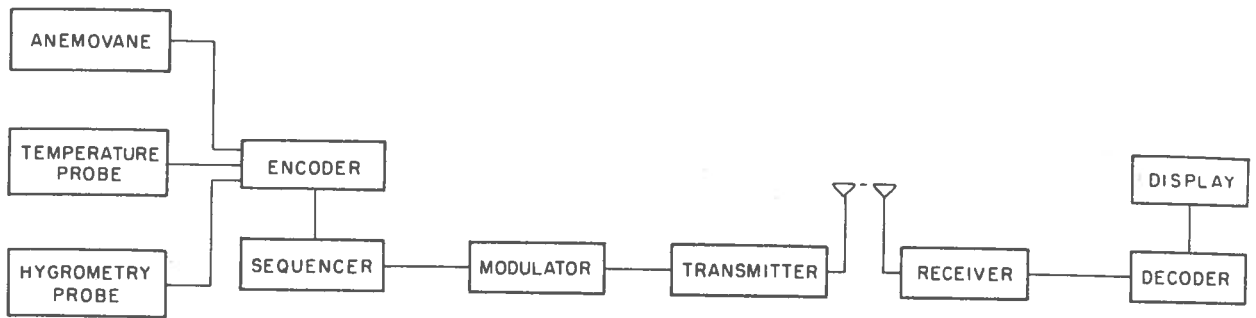 ANEMOVANE
TEMPERATURE
PROBE
HYGROMETRY
PROBE
ENCODER
SEQUENCER
MODULATOR
TRANSMITTER
RECEIVER
DISPLAY
DECODER